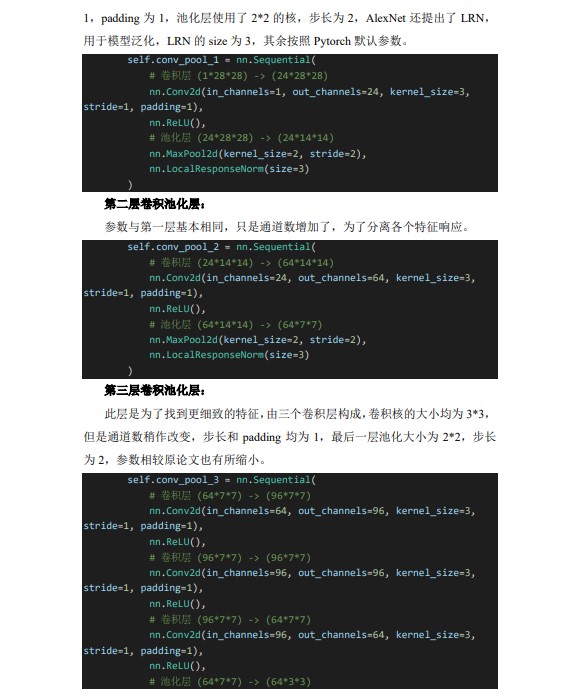 1，padding 为 1，池化层使用了 2*2 的核，步长为 2，AlexNet 还提出了 LRN，
用于模型泛化，LRN 的 size 为 3，其余按照 Pytorch 默认参数。
self.conv_pool_1 = nn.Sequential(
# 卷积层 (1*28*28) -> (24*28*28)
nn.Conv2d(in_channels=1, out_channels=24, kernel_size=3,
stride=1, padding=1),
nn.ReLU(),
# 池化层 (24*28*28) -> (24*14*14)
nn.MaxPool2d(kernel_size=2, stride=2),
nn.LocalResponseNorm(size=3)
)
第二层卷积池化层：
参数与第一层基本相同，只是通道数增加了，为了分离各个特征响应。
self.conv_pool_2 = nn.Sequential(
# 卷积层 (24*14*14) -> (64*14*14)
nn.Conv2d(in_channels=24, out_channels=64, kernel_size=3,
stride=1, padding=1),
nn.ReLU(),
# 池化层 (64*14*14) -> (64*7*7)
nn.MaxPool2d(kernel_size=2, stride=2),
nn.LocalResponseNorm(size=3)
)
第三层卷积池化层：
此层是为了找到更细致的特征，由三个卷积层构成，卷积核的大小均为 3*3，
但是通道数稍作改变，步长和 padding 均为 1，最后一层池化大小为 2*2，步长
为 2，参数相较原论文也有所缩小。
self.conv_pool_3 = nn.Sequential(
# 卷积层 (64*7*7) -> (96*7*7)
nn.Conv2d(in_channels=64, out_channels=96, kernel_size=3,
stride=1, padding=1),
nn.ReLU(),
# 卷积层 (96*7*7) -> (96*7*7)
nn.Conv2d(in_channels=96, out_channels=96, kernel_size=3,
stride=1, padding=1),
nn.ReLU(),
# 卷积层 (96*7*7) -> (64*7*7)
nn.Conv2d(in_channels=96, out_channels=64, kernel_size=3,
stride=1, padding=1),
nn.ReLU(),
# 池化层 (64*7*7) -> (64*3*3)